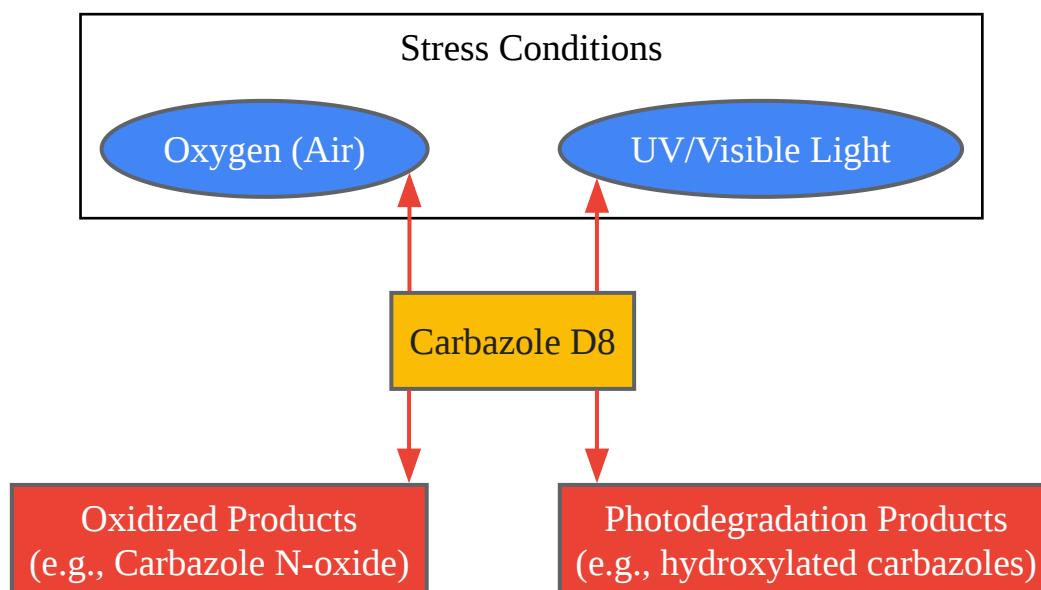 Stress Conditions
Oxygen (Air)
UV/Visible Light
Carbazole D8
Oxidized Products
(e.g., Carbazole N-oxide)
Photodegradation Products
(e.g., hydroxylated carbazoles)